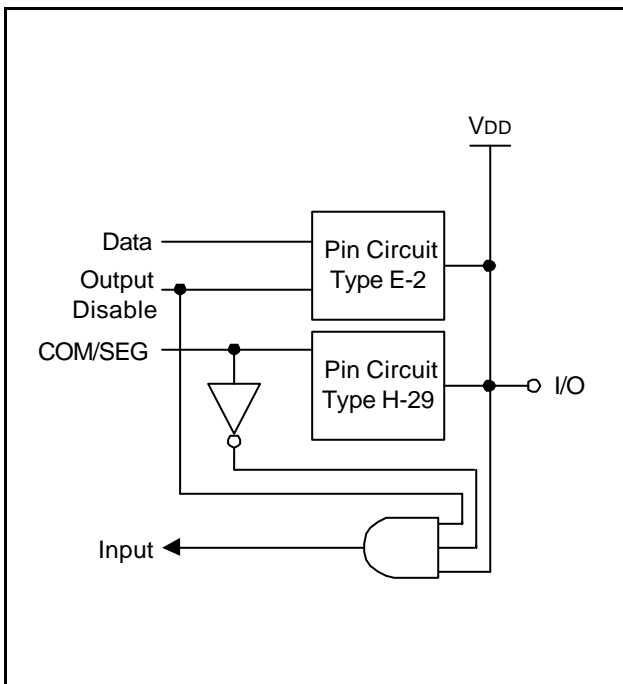 VDD
Data
Pin Circuit
Type E-2
Output
Disable
COM/SEG
Pin Circuit
Type H-29
I/O
Input